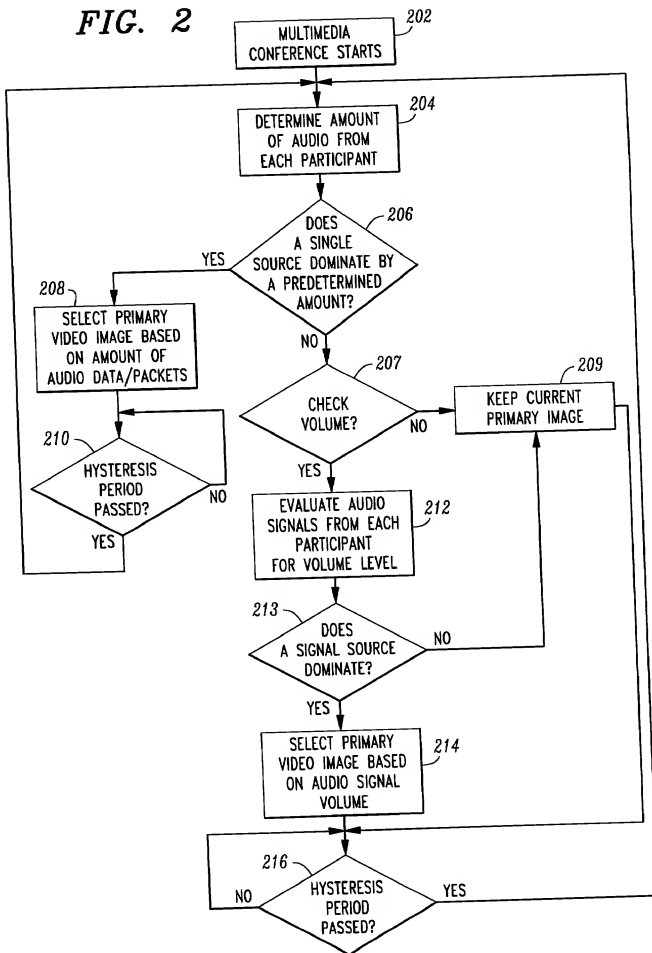 FIG. 2
MULTIMEDIA
CONFERENCE STARTS
202
DETERMINE AMOUNT
OF AUDIO FROM
EACH PARTICIPANT
204
DOES
A SINGLE
SOURCE DOMINATE BY
A PREDETERMINED
AMOUNT?
206
YES
NO
208
SELECT PRIMARY
VIDEO IMAGE BASED
ON AMOUNT OF
AUDIO DATA/PACKETS
210
HYSTERESIS
PERIOD
PASSED?
NO
YES
207
CHECK
VOLUME?
NO
YES
209
KEEP CURRENT
PRIMARY IMAGE
EVALUATE AUDIO
SIGNALS FROM EACH
PARTICIPANT
FOR VOLUME LEVEL
212
213
DOES
A SIGNAL SOURCE
DOMINATE?
NO
YES
SELECT PRIMARY
VIDEO IMAGE BASED
ON AUDIO SIGNAL
VOLUME
214
216
HYSTERESIS
PERIOD
PASSED?
NO
YES